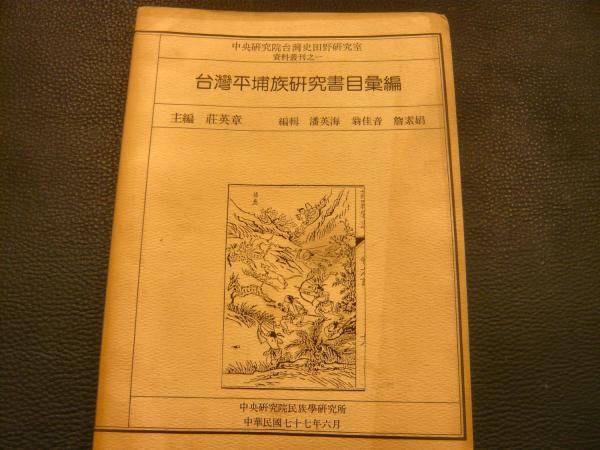 中央研究院台灣史田野研究室
資料叢刊之一
台灣平埔族研究書目彙編
主編 莊英章 編輯 潘英海 翁佳音 詹素娟
中央研究院民族學研究所
中華民國七十七年六月